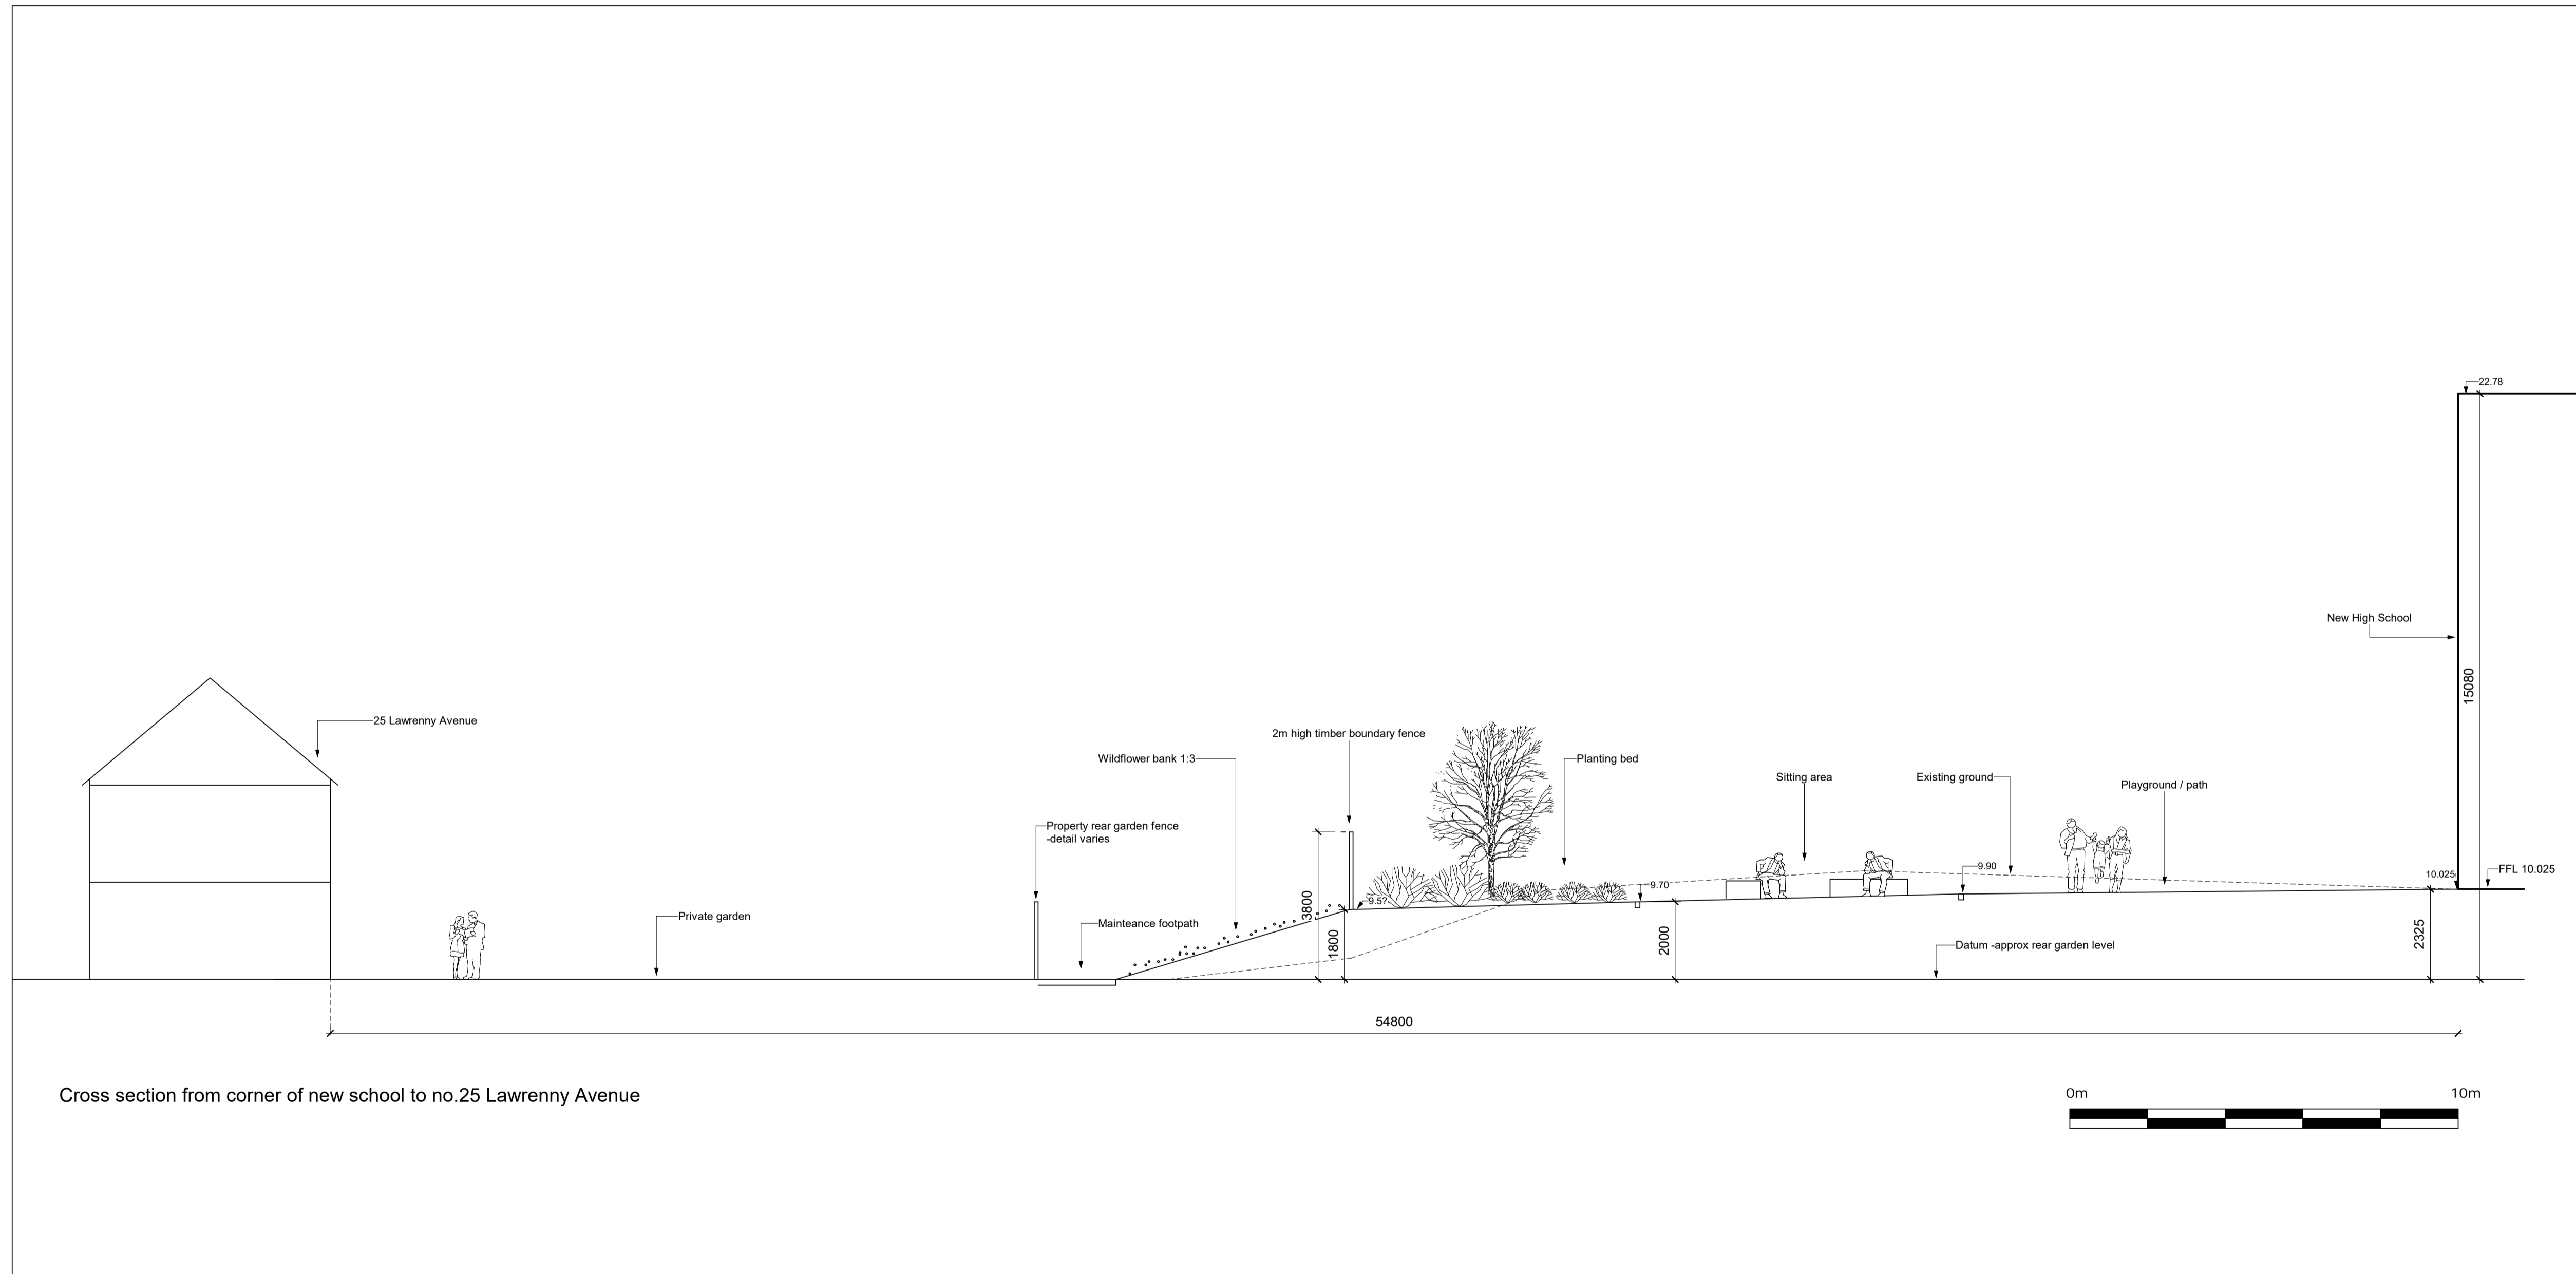 22.78
New High School
15080
25 Lawrenny Avenue
2m high timber boundary fence
Wildflower bank 1:3
Planting bed
Sitting area
Existing ground
Playground / path
Property rear garden fence
-detail varies
9.90
FFL 10.025
10.025
9.70
3800
Private garden
Mainteance footpath
1800
2000
2325
Datum -approx rear garden level
54800
Cross section from corner of new school to no.25 Lawrenny Avenue
0m
10m